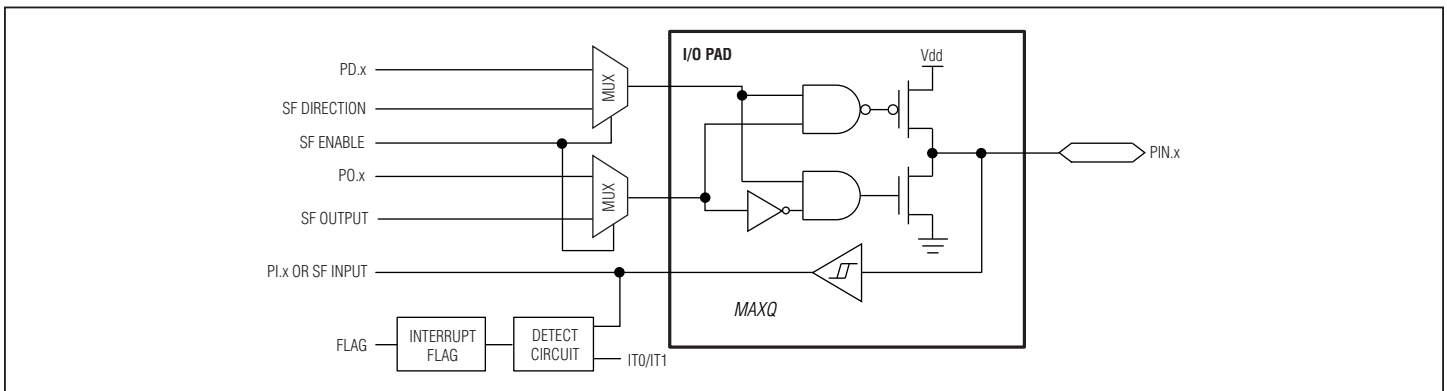 I/O PAD
Vdd
PD.x
MUX
SF DIRECTION
SF ENABLE
PIN.x
PO.x
MUX
SF OUTPUT
PI.x OR SF INPUT
MAXQ
FLAG
INTERRUPT
FLAG
DETECT
CIRCUIT
IT0/IT1